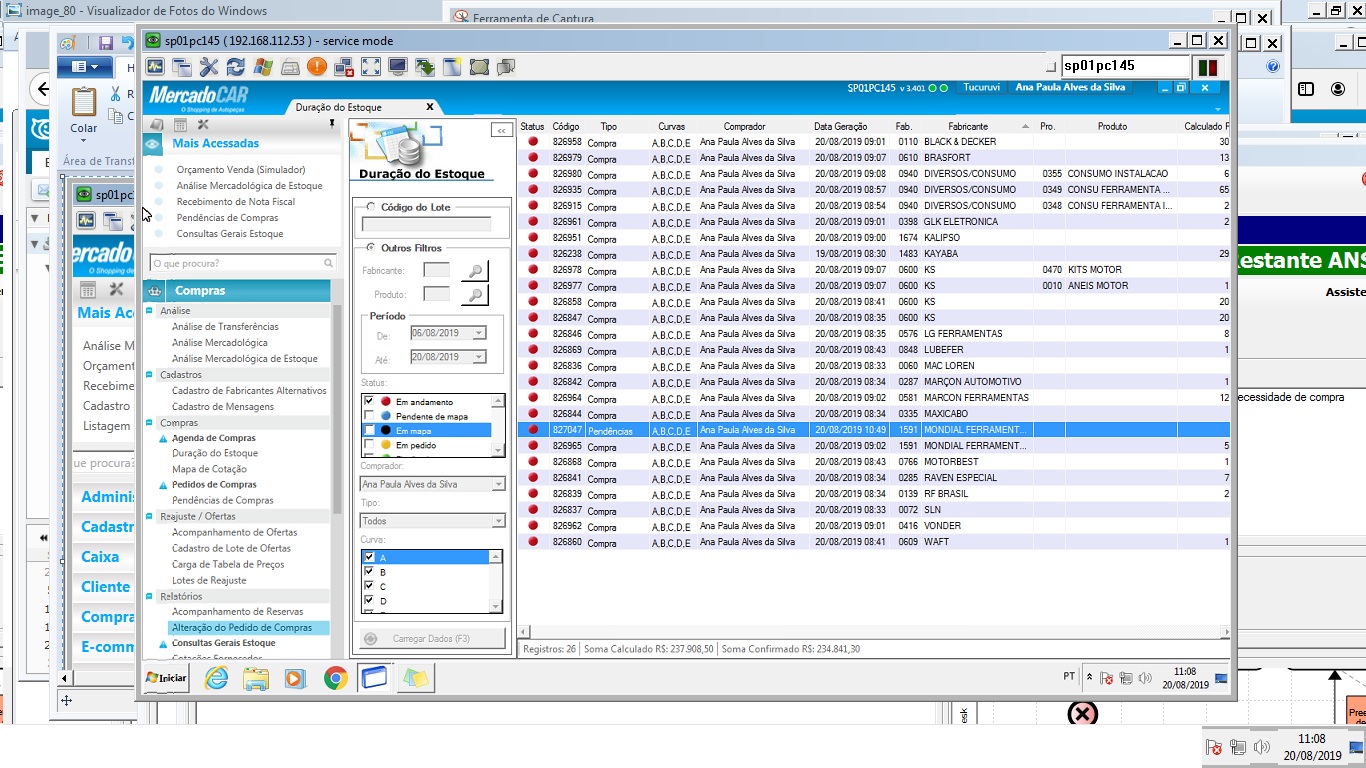 image_80 - Visualizador de Fotos do Windows
Ferramenta de Captura
sp01pc145 ( 192.168.112.53 ) - service mode
sp01pc145
MercadoCAR
O Shopping de Autopeças
Duração do Estoque X
SP01PC145 v 3.401 Tucuruvi Ana Paula Alves da Silva
Mais Acessadas
Orçamento Venda (Simulador)
Análise Mercadológica de Estoque
Recebimento de Nota Fiscal
Pendências de Compras
Consultas Gerais Estoque
O que procura?
Compras
Análise
Análise de Transferências
Análise Mercadológica
Análise Mercadológica de Estoque
Cadastros
Cadastro de Fabricantes Alternativos
Cadastro de Mensagens
Compras
Agenda de Compras
Duração do Estoque
Mapa de Cotação
Pedidos de Compras
Pendências de Compras
Reajuste / Ofertas
Acompanhamento de Ofertas
Cadastro de Lote de Ofertas
Carga de Tabela de Preços
Lotes de Reajuste
Relatórios
Acompanhamento de Reservas
Alteração do Pedido de Compras
Consultas Gerais Estoque
Cotações Fornecedor
<<
Duração do Estoque
Código do Lote
Outros Filtros
Fabricante:
Produto:
Período
De: 06/08/2019
Até: 20/08/2019
Status:
Em andamento
Pendente de mapa
Em mapa
Em pedido
Comprador:
Ana Paula Alves da Silva
Tipo:
Todos
Curva:
A
B
C
D
Carregar Dados (F3)
Status Código Tipo Curvas Comprador Data Geração Fab. Fabricante Pro. Produto Calculado F
826958 Compra A,B,C,D,E Ana Paula Alves da Silva 20/08/2019 09:01 0110 BLACK & DECKER 30
826979 Compra A,B,C,D,E Ana Paula Alves da Silva 20/08/2019 09:07 0610 BRASFORT 13
826980 Compra A,B,C,D,E Ana Paula Alves da Silva 20/08/2019 09:08 0940 DIVERSOS/CONSUMO 0355 CONSUMO INSTALACAO 6
826935 Compra A,B,C,D,E Ana Paula Alves da Silva 20/08/2019 08:57 0940 DIVERSOS/CONSUMO 0349 CONSU FERRAMENTA ... 65
826915 Compra A,B,C,D,E Ana Paula Alves da Silva 20/08/2019 08:54 0940 DIVERSOS/CONSUMO 0348 CONSU FERRAMENTA I... 2
826961 Compra A,B,C,D,E Ana Paula Alves da Silva 20/08/2019 09:01 0398 GLK ELETRONICA 2
826951 Compra A,B,C,D,E Ana Paula Alves da Silva 20/08/2019 09:00 1674 KALIPSO
826238 Compra A,B,C,D,E Ana Paula Alves da Silva 19/08/2019 08:30 1483 KAYABA 29
826978 Compra A,B,C,D,E Ana Paula Alves da Silva 20/08/2019 09:07 0600 KS 0470 KITS MOTOR
826977 Compra A,B,C,D,E Ana Paula Alves da Silva 20/08/2019 09:07 0600 KS 0010 ANEIS MOTOR 1
826858 Compra A,B,C,D,E Ana Paula Alves da Silva 20/08/2019 08:41 0600 KS 20
826847 Compra A,B,C,D,E Ana Paula Alves da Silva 20/08/2019 08:35 0600 KS 20
826846 Compra A,B,C,D,E Ana Paula Alves da Silva 20/08/2019 08:35 0576 LG FERRAMENTAS 8
826869 Compra A,B,C,D,E Ana Paula Alves da Silva 20/08/2019 08:43 0848 LUBEFER 1
826836 Compra A,B,C,D,E Ana Paula Alves da Silva 20/08/2019 08:33 0060 MAC LOREN
826842 Compra A,B,C,D,E Ana Paula Alves da Silva 20/08/2019 08:34 0287 MARÇON AUTOMOTIVO 1
826964 Compra A,B,C,D,E Ana Paula Alves da Silva 20/08/2019 09:02 0581 MARCON FERRAMENTAS 12
826844 Compra A,B,C,D,E Ana Paula Alves da Silva 20/08/2019 08:34 0335 MAXICABO
827047 Pendências A,B,C,D,E Ana Paula Alves da Silva 20/08/2019 10:49 1591 MONDIAL FERRAMENT...
826965 Compra A,B,C,D,E Ana Paula Alves da Silva 20/08/2019 09:02 1591 MONDIAL FERRAMENT... 5
826868 Compra A,B,C,D,E Ana Paula Alves da Silva 20/08/2019 08:43 0766 MOTORBEST 1
826841 Compra A,B,C,D,E Ana Paula Alves da Silva 20/08/2019 08:34 0285 RAVEN ESPECIAL 7
826839 Compra A,B,C,D,E Ana Paula Alves da Silva 20/08/2019 08:34 0139 RF BRASIL 2
826837 Compra A,B,C,D,E Ana Paula Alves da Silva 20/08/2019 08:33 0072 SLN
826962 Compra A,B,C,D,E Ana Paula Alves da Silva 20/08/2019 09:01 0416 VONDER
826860 Compra A,B,C,D,E Ana Paula Alves da Silva 20/08/2019 08:41 0609 WAFT 1
Registros: 26 Soma Calculado R$: 237.908,50 Soma Confirmado R$: 234.841,30
Iniciar
PT
11:08
20/08/2019
Colar
Área de Transf
sp01pc
ercado
O Shopping
Mais Ac
Análise M
Orçament
Recebime
Cadastro
Listagem
ue procura?
Adminis
Cadastr
Caixa
Cliente
Compra
E-comm
estante ANS
Assiste
ecessidade de compra
esk
Pree
de
11:08
20/08/2019